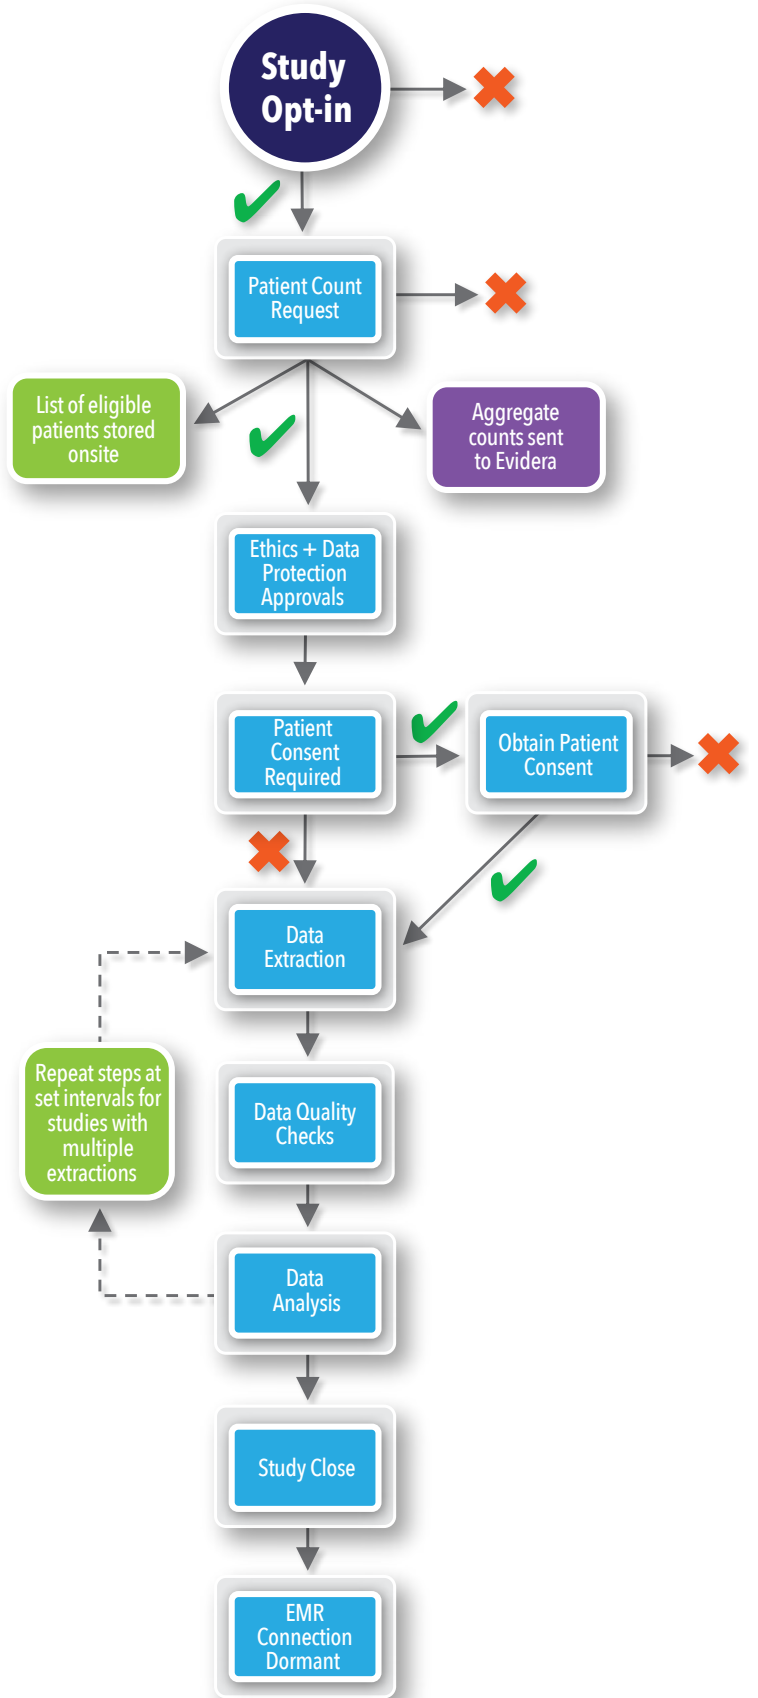 Study
Opt-in
Patient Count
Request
List of eligible
patients stored
onsite
Aggregate
counts sent
to Evidera
Ethics + Data
Protection
Approvals
Patient
Consent
Required
Obtain Patient
Consent
Data
Extraction
Repeat steps at
set intervals for
studies with
multiple
extractions
Data Quality
Checks
Data
Analysis
Study Close
EMR
Connection
Dormant